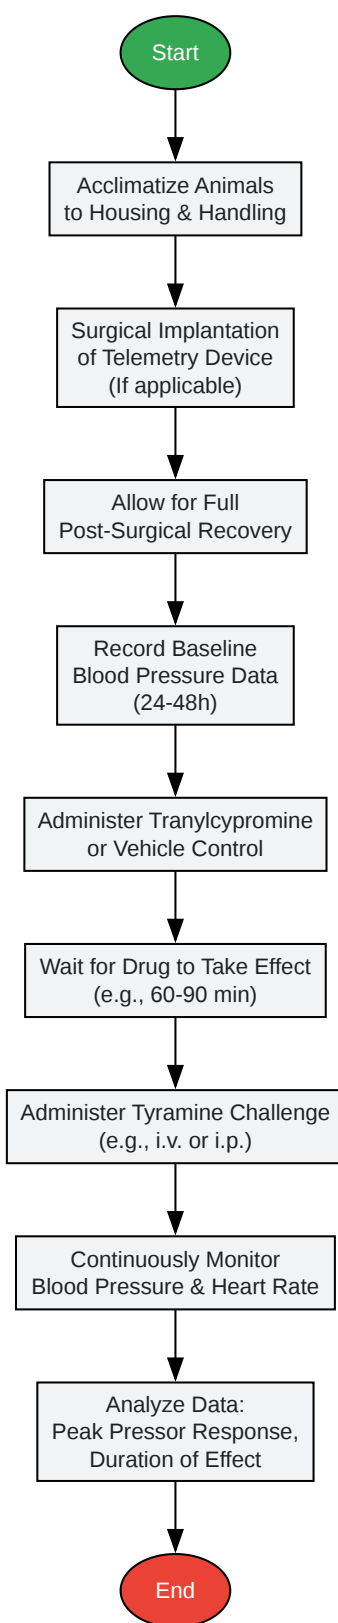 Start
Acclimatize Animals
to Housing & Handling
Surgical Implantation
of Telemetry Device
(If applicable)
Allow for Full
Post-Surgical Recovery
Record Baseline
Blood Pressure Data
(24-48h)
Administer Tranylcypromine
or Vehicle Control
Wait for Drug to Take Effect
(e.g., 60-90 min)
Administer Tyramine Challenge
(e.g., i.v. or i.p.)
Continuously Monitor
Blood Pressure & Heart Rate
Analyze Data:
Peak Pressor Response,
Duration of Effect
End